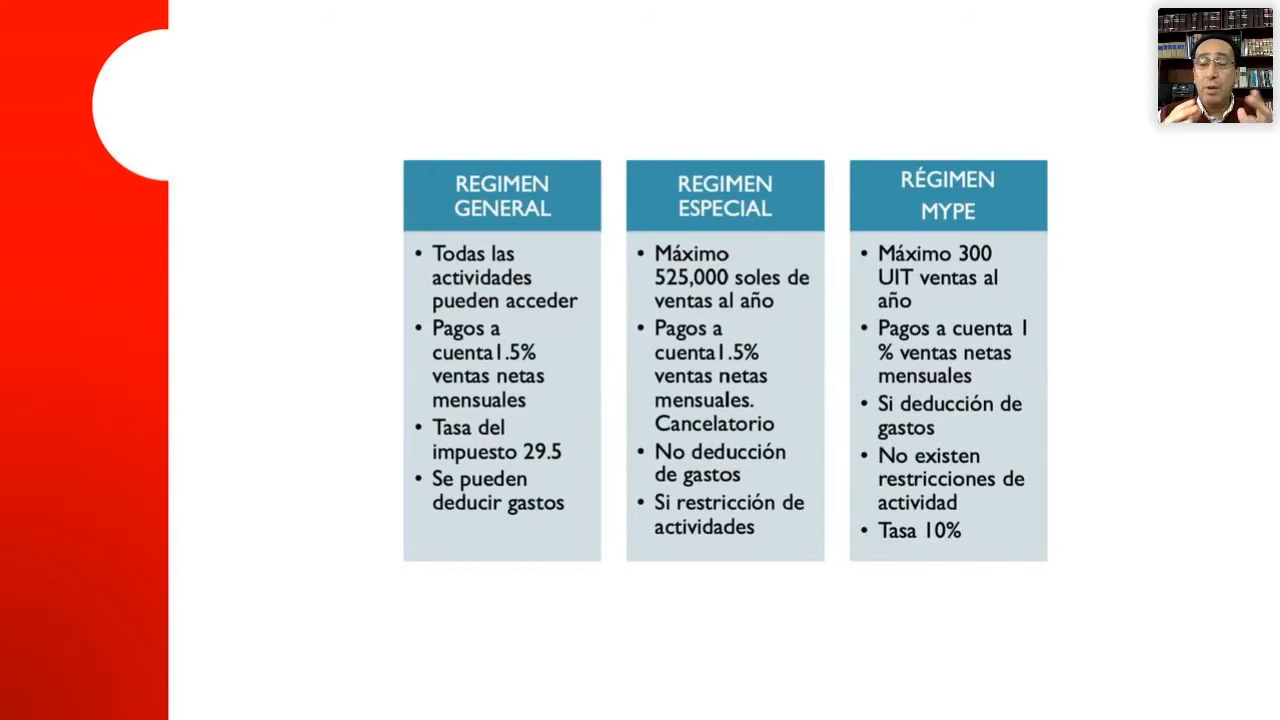 REGIMEN
GENERAL
• Todas las
actividades
pueden acceder
• Pagos a
cuenta1.5%
ventas netas
mensuales
• Tasa del
impuesto 29.5
• Se pueden
deducir gastos
REGIMEN
ESPECIAL
• Máximo
525,000 soles de
ventas al año
• Pagos a
cuenta1.5%
ventas netas
mensuales.
Cancelatorio
• No deducción
de gastos
• Si restricción de
actividades
RÉGIMEN
MYPE
• Máximo 300
UIT ventas al
año
• Pagos a cuenta 1
% ventas netas
mensuales
• Si deducción de
gastos
• No existen
restricciones de
actividad
• Tasa 10%